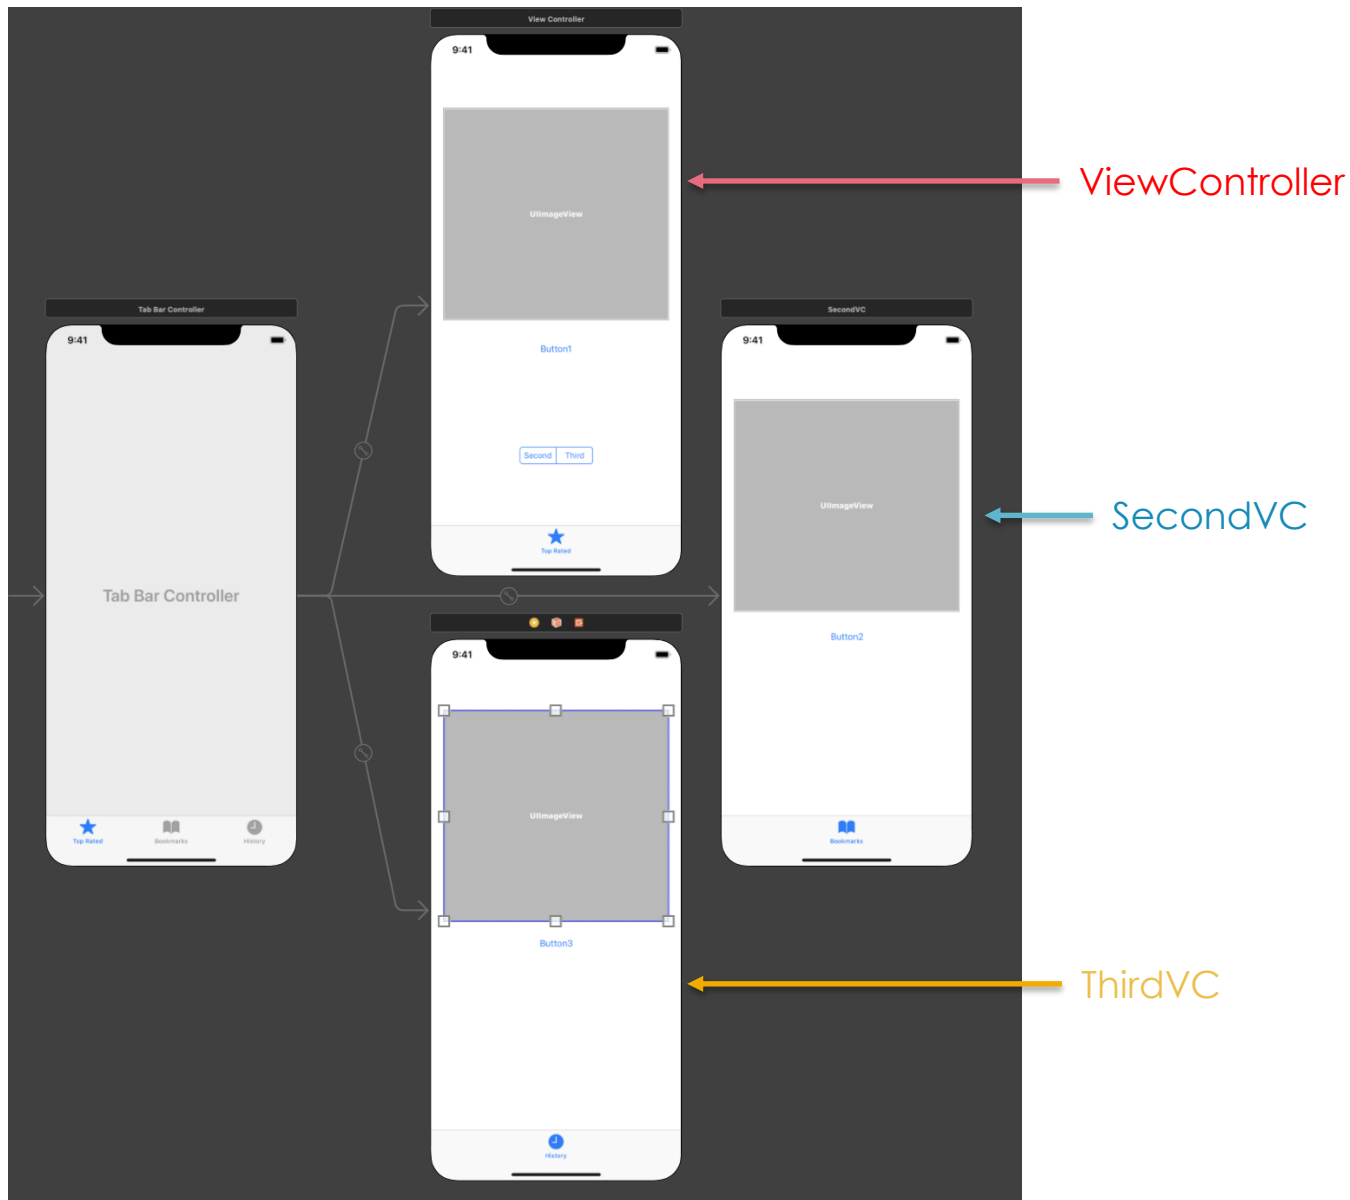 View Controller
9:41
UIImageView
Button1
Second Third
Top Rated
ViewController
Tab Bar Controller
9:41
Tab Bar Controller
Top Rated Bookmarks History
SecondVC
9:41
UIImageView
Button2
Bookmarks
SecondVC
9:41
UIImageView
Button3
History
ThirdVC